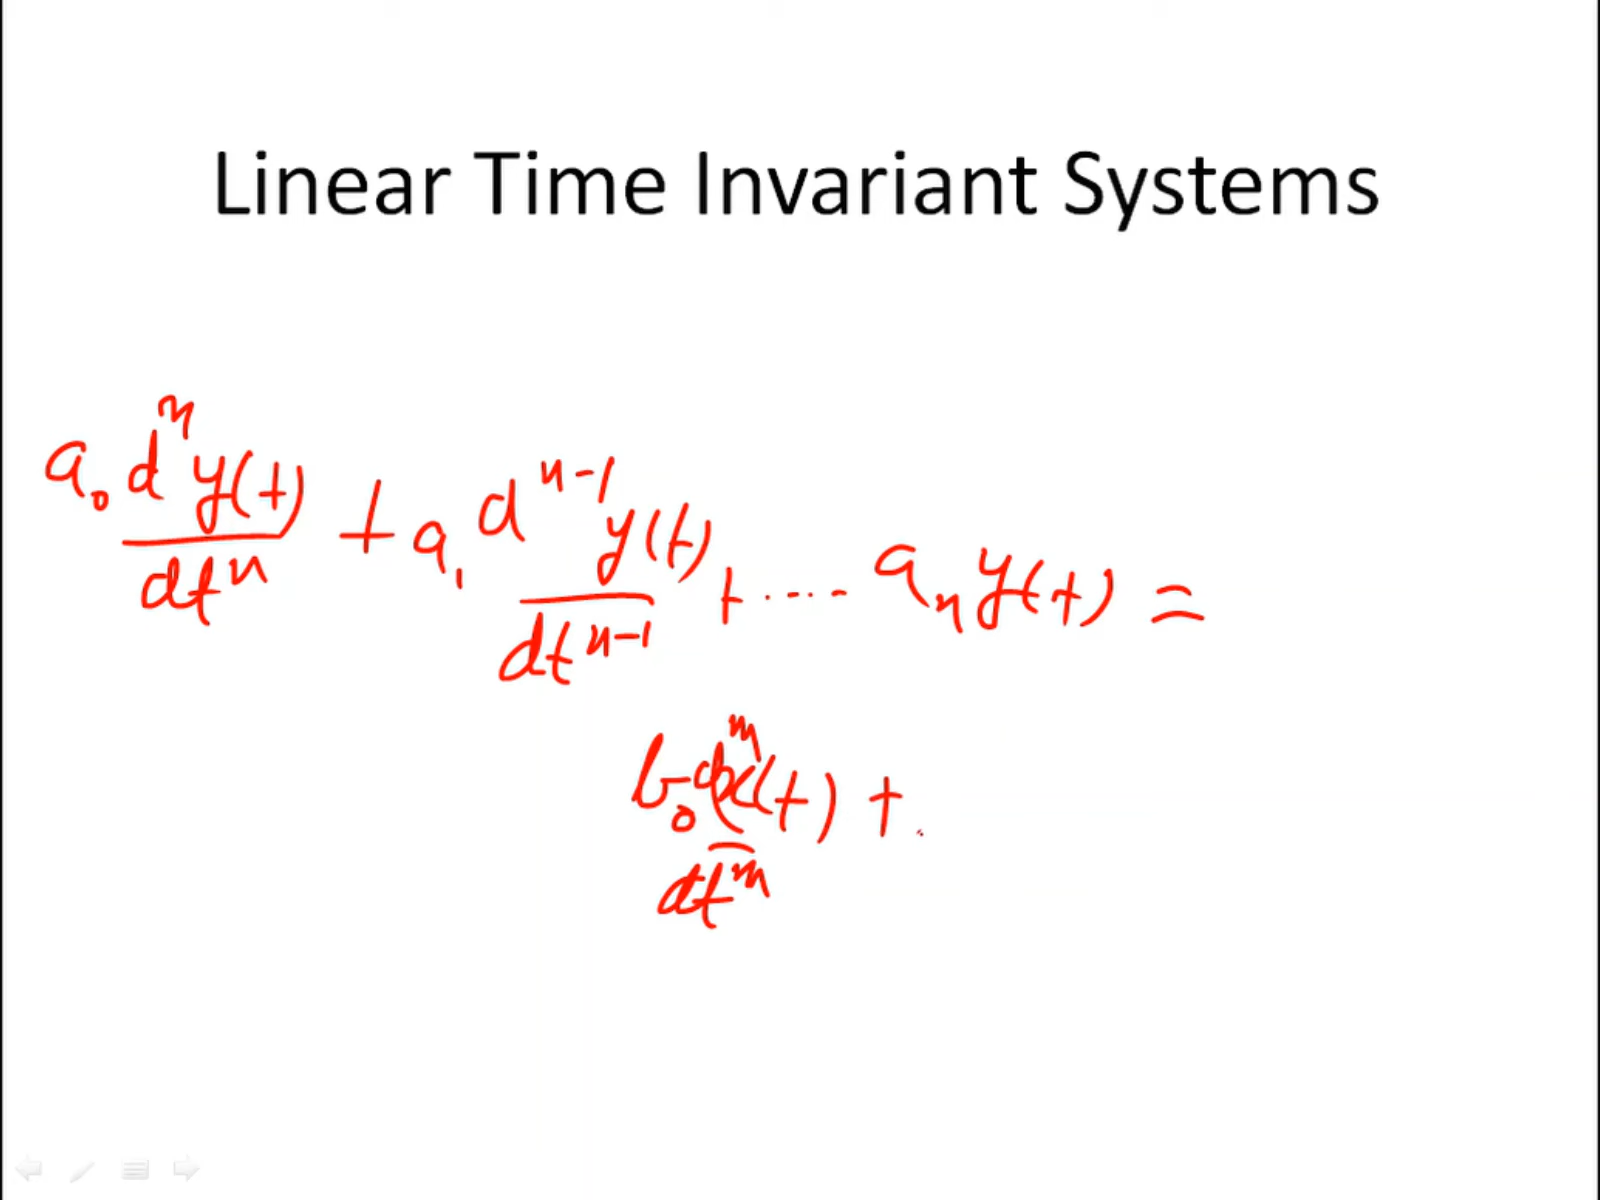 Linear Time Invariant Systems
a₀ dⁿy(t)/dtⁿ + a₁ dⁿ⁻¹y(t)/dtⁿ⁻¹ + .... aₙy(t) =
b₀ dᵐx(t)/dtᵐ + .